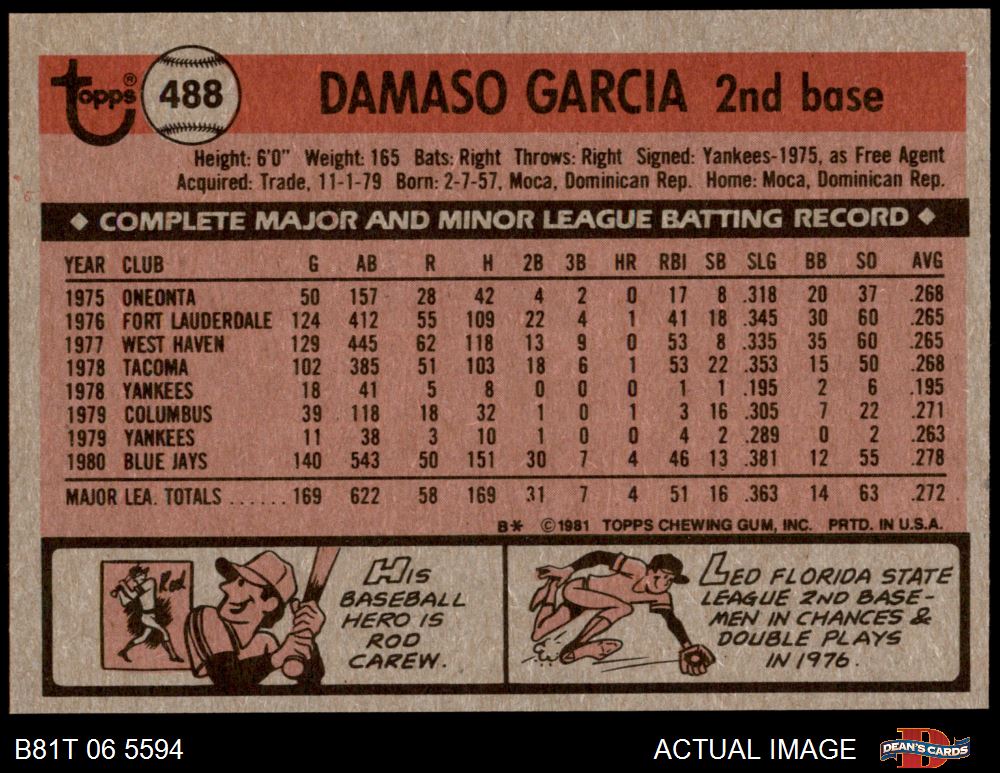 Topps® 488 DAMASO GARCIA 2nd base
Height: 6'0" Weight: 165 Bats: Right Throws: Right Signed: Yankees-1975, as Free Agent
Acquired: Trade, 11-1-79 Born: 2-7-57, Moca, Dominican Rep. Home: Moca, Dominican Rep.
◆ COMPLETE MAJOR AND MINOR LEAGUE BATTING RECORD ◆
YEAR CLUB G AB R H 2B 3B HR RBI SB SLG BB SO AVG
1975 ONEONTA 50 157 28 42 4 2 0 17 8 .318 20 37 .268
1976 FORT LAUDERDALE 124 412 55 109 22 4 1 41 18 .345 30 60 .265
1977 WEST HAVEN 129 445 62 118 13 9 0 53 8 .335 35 60 .265
1978 TACOMA 102 385 51 103 18 6 1 53 22 .353 15 50 .268
1978 YANKEES 18 41 5 8 0 0 0 1 1 .195 2 6 .195
1979 COLUMBUS 39 118 18 32 1 0 1 3 16 .305 7 22 .271
1979 YANKEES 11 38 3 10 1 0 0 4 2 .289 0 2 .263
1980 BLUE JAYS 140 543 50 151 30 7 4 46 13 .381 12 55 .278
MAJOR LEA. TOTALS ...... 169 622 58 169 31 7 4 51 16 .363 14 63 .272
B* ©1981 TOPPS CHEWING GUM, INC. PRTD. IN U.S.A.
Rod
HIS
BASEBALL
HERO IS
ROD
CAREW.
LED FLORIDA STATE
LEAGUE 2ND BASE-
MEN IN CHANCES &
DOUBLE PLAYS
IN 1976.
B81T 06 5594 ACTUAL IMAGE DEAN'S CARDS